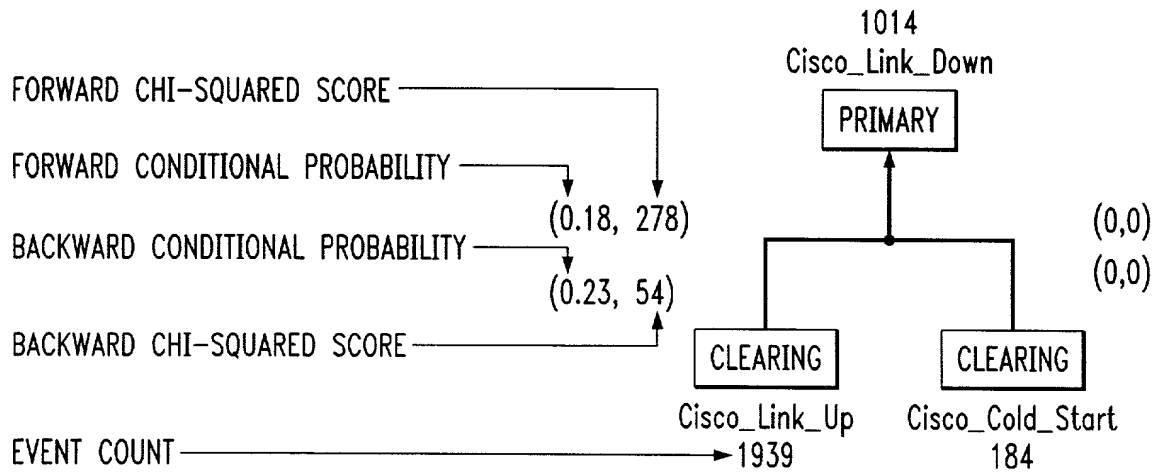 1014
Cisco_Link_Down
FORWARD CHI-SQUARED SCORE
PRIMARY
FORWARD CONDITIONAL PROBABILITY
(0.18, 278)
(0,0)
BACKWARD CONDITIONAL PROBABILITY
(0,0)
(0.23, 54)
BACKWARD CHI-SQUARED SCORE
CLEARING
CLEARING
Cisco_Link_Up
Cisco_Cold_Start
EVENT COUNT
1939
184